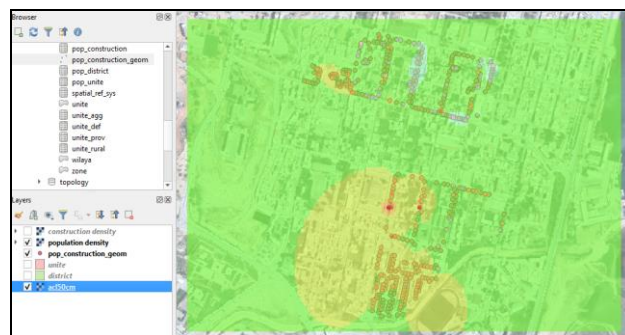 Browser
pop_construction
pop_construction_geom
pop_district
pop_unite
spatial_ref_sys
unite
unite_agg
unite_def
unite_prov
unite_rural
wilaya
zone
topology
Layers
construction density
population density
pop_construction_geom
unite
district
acl50cm